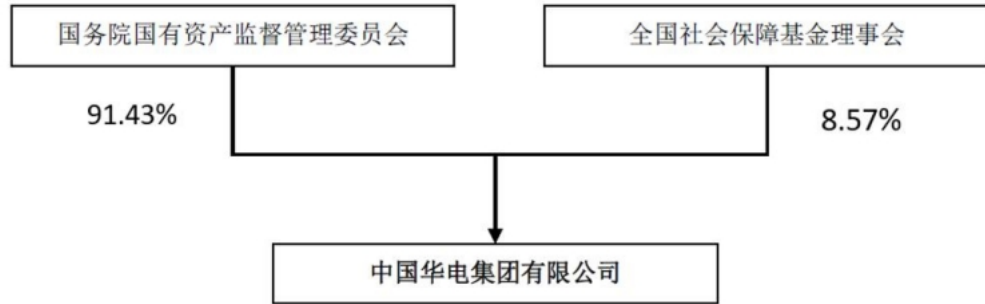 国务院国有资产监督管理委员会
全国社会保障基金理事会
91.43%
8.57%
中国华电集团有限公司